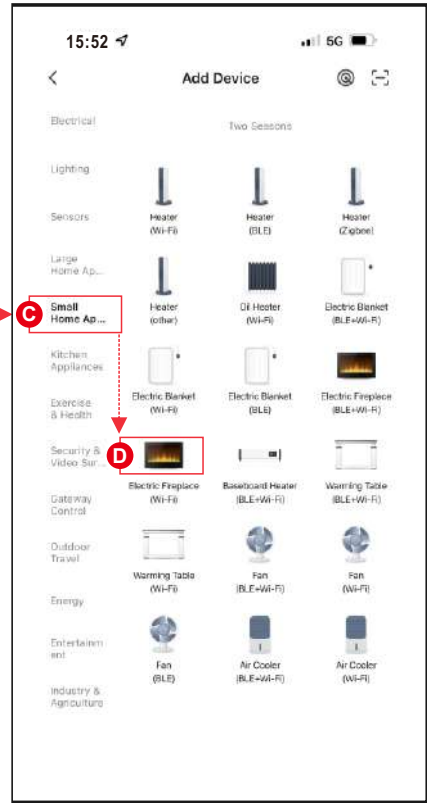 15:52
5G
Add Device
Electrical
Lighting
Sensors
Large
Home Ap...
C
Small
Home Ap...
Kitchen
Appliances
Exercise
& Health
Security &
Video Sur...
Gateway
Control
Outdoor
Travel
Energy
Entertainm
ent
Industry &
Agriculture
Two Seasons
Heater
(Wi-Fi)
Heater
(BLE)
Heater
(Zigbee)
Heater
(other)
Oil Heater
(Wi-Fi)
Electric Blanket
(BLE+Wi-Fi)
Electric Blanket
(Wi-Fi)
Electric Blanket
(BLE)
Electric Fireplace
(BLE+Wi-Fi)
D
Electric Fireplace
(Wi-Fi)
Baseboard Heater
(BLE+Wi-Fi)
Warming Table
(BLE+Wi-Fi)
Warming Table
(Wi-Fi)
Fan
(BLE+Wi-Fi)
Fan
(Wi-Fi)
Fan
(BLE)
Air Cooler
(BLE+Wi-Fi)
Air Cooler
(Wi-Fi)